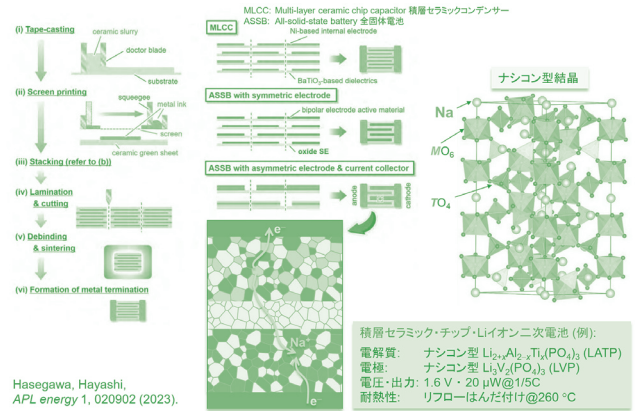 MLCC: Multi-layer ceramic chip capacitor 積層セラミックコンデンサー
ASSB: All-solid-state battery 全固体電池
(i) Tape-casting
ceramic slurry
doctor blade
substrate
(ii) Screen printing
squeegee
metal ink
screen
ceramic green sheet
(iii) Stacking (refer to (b))
(iv) Lamination
& cutting
(v) Debinding
& sintering
(vi) Formation of metal termination
MLCC
Ni-based internal electrode
BaTiO3-based dielectrics
ASSB with symmetric electrode
bipolar electrode active material
oxide SE
ASSB with asymmetric electrode & current collector
anode
cathode
e-
Na+
e-
ナシコン型結晶
Na
MO6
TO4
積層セラミック・チップ・Liイオン二次電池 (例):
電解質: ナシコン型 Li2+xAl2-xTix(PO4)3 (LATP)
電極: ナシコン型 Li3V2(PO4)3 (LVP)
電圧・出力: 1.6 V・20 μW@1/5C
耐熱性: リフローはんだ付け@260 °C
Hasegawa, Hayashi,
APL energy 1, 020902 (2023).